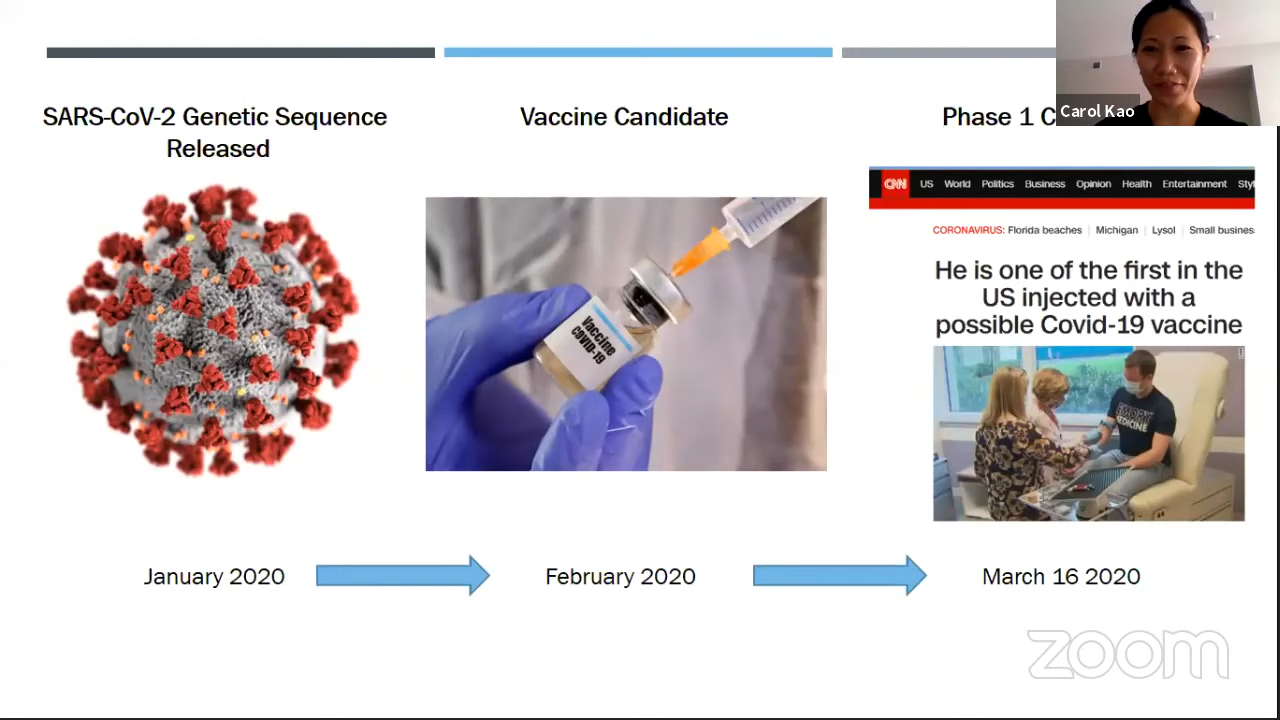 SARS-CoV-2 Genetic Sequence
Released
Vaccine Candidate
Phase 1 C
Carol Kao
CNN US World Politics Business Opinion Health Entertainment Styl
CORONAVIRUS: Florida beaches | Michigan | Lysol | Small busines
He is one of the first in the
US injected with a
possible Covid-19 vaccine
Vaccine
COVID-19
EMORY
MEDICINE
January 2020
February 2020
March 16 2020
zoom